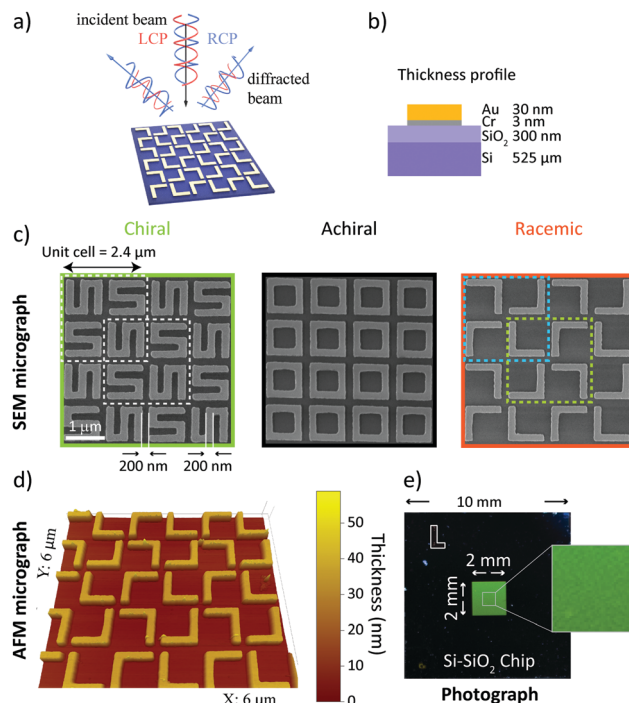 a)
incident beam
LCP
RCP
diffracted
beam
b)
Thickness profile
Au 30 nm
Cr 3 nm
SiO₂ 300 nm
Si 525 μm
c)
Chiral
Achiral
Racemic
Unit cell = 2.4 μm
SEM micrograph
1 μm
200 nm
200 nm
d)
AFM micrograph
Y: 6 μm
X: 6 μm
50
40
30
20
10
0
Thickness (nm)
e)
10 mm
L
2 mm
2 mm
Si-SiO₂ Chip
Photograph